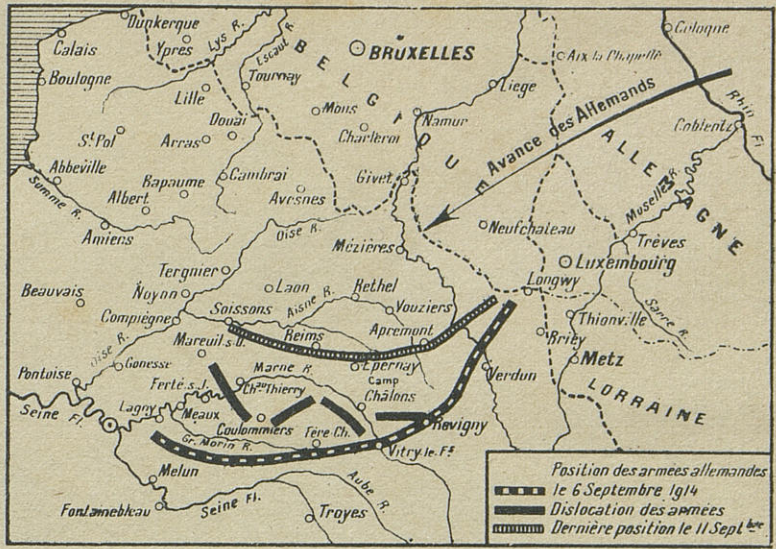 Dunkerque
Calais
Ypres
Lys R.
Escaut R.
BRUXELLES
Cologne
Aix la Chapelle
Boulogne
Tournay
BELGIQUE
Liege
Lille
Mons
Namur
Avance des Allemands
Rhin Fl
Douai
Charleroi
Coblentz
St Pol
Arras
ALLEMAGNE
Abbeville
Cambrai
Givet
Bapaume
Avesnes
Albert
Somme R.
Moselle R.
Amiens
Oise R.
Neufchateau
Mézières
Trèves
Tergnier
Luxembourg
Beauvais
Noyon
Laon
Rethel
Longwy
Sarre R.
Soissons
Aisne R.
Vouziers
Compiègne
Thionville
Mareuil s.O.
Reims
Apremont
Briey
Oise R.
Gonesse
Epernay
Metz
Pontoise
Ferté s. J.
Marne R.
Chau Thierry
Camp
Châlons
Verdun
LORRAINE
Seine Fl.
Lagny
Meaux
Coulommiers
Fère Ch.
Revigny
Gr. Morin R.
Vitry-le-Fs
Melun
Fontainebleau
Seine Fl.
Aube R.
Troyes
Position des armées allemandes
le 6 Septembre 1914
Dislocation des armées
Dernière position le 11 Septbre